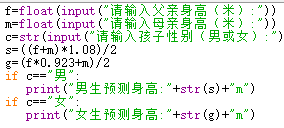 f=float(input("请输入父亲身高（米）:"))
m=float(input("请输入母亲身高（米）:"))
c=str(input("请输入孩子性别（男或女）:"))
s=((f+m)*1.08)/2
g=(f*0.923+m)/2
if c=="男":
    print("男生预测身高:"+str(s)+"m")
if c=="女":
    print("女生预测身高:"+str(g)+"m")